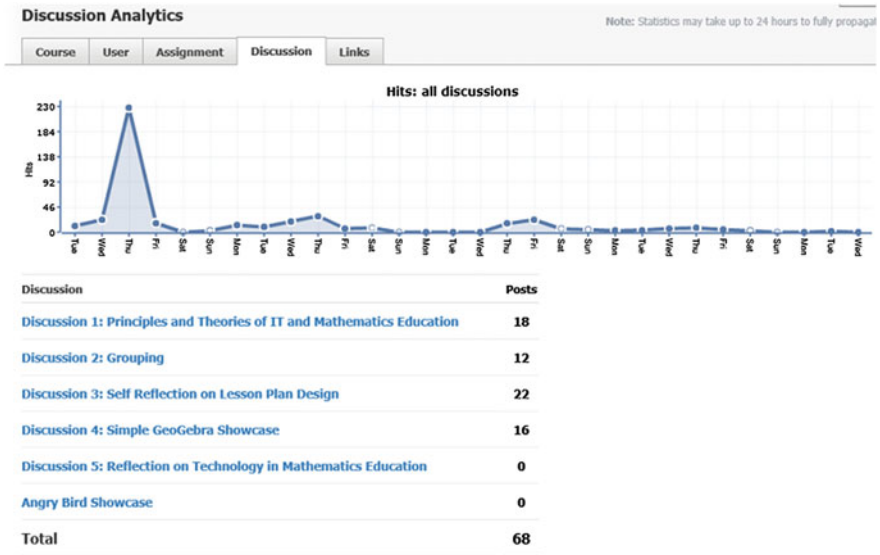 Discussion Analytics
Note: Statistics may take up to 24 hours to fully
Course User Assignment Discussion Links
Hits: all discussions
230
184
138
92
46
0
Hits
Tue Wed Thu Fri Sat Sun Mon Tue Wed Thu Fri Sat Sun Mon Tue Wed Thu Fri Sat Sun Mon Tue Wed Thu Fri Sat Sun Mon Tue Wed
Discussion Posts
Discussion 1: Principles and Theories of IT and Mathematics Education 18
Discussion 2: Grouping 12
Discussion 3: Self Reflection on Lesson Plan Design 22
Discussion 4: Simple GeoGebra Showcase 16
Discussion 5: Reflection on Technology in Mathematics Education 0
Angry Bird Showcase 0
Total 68